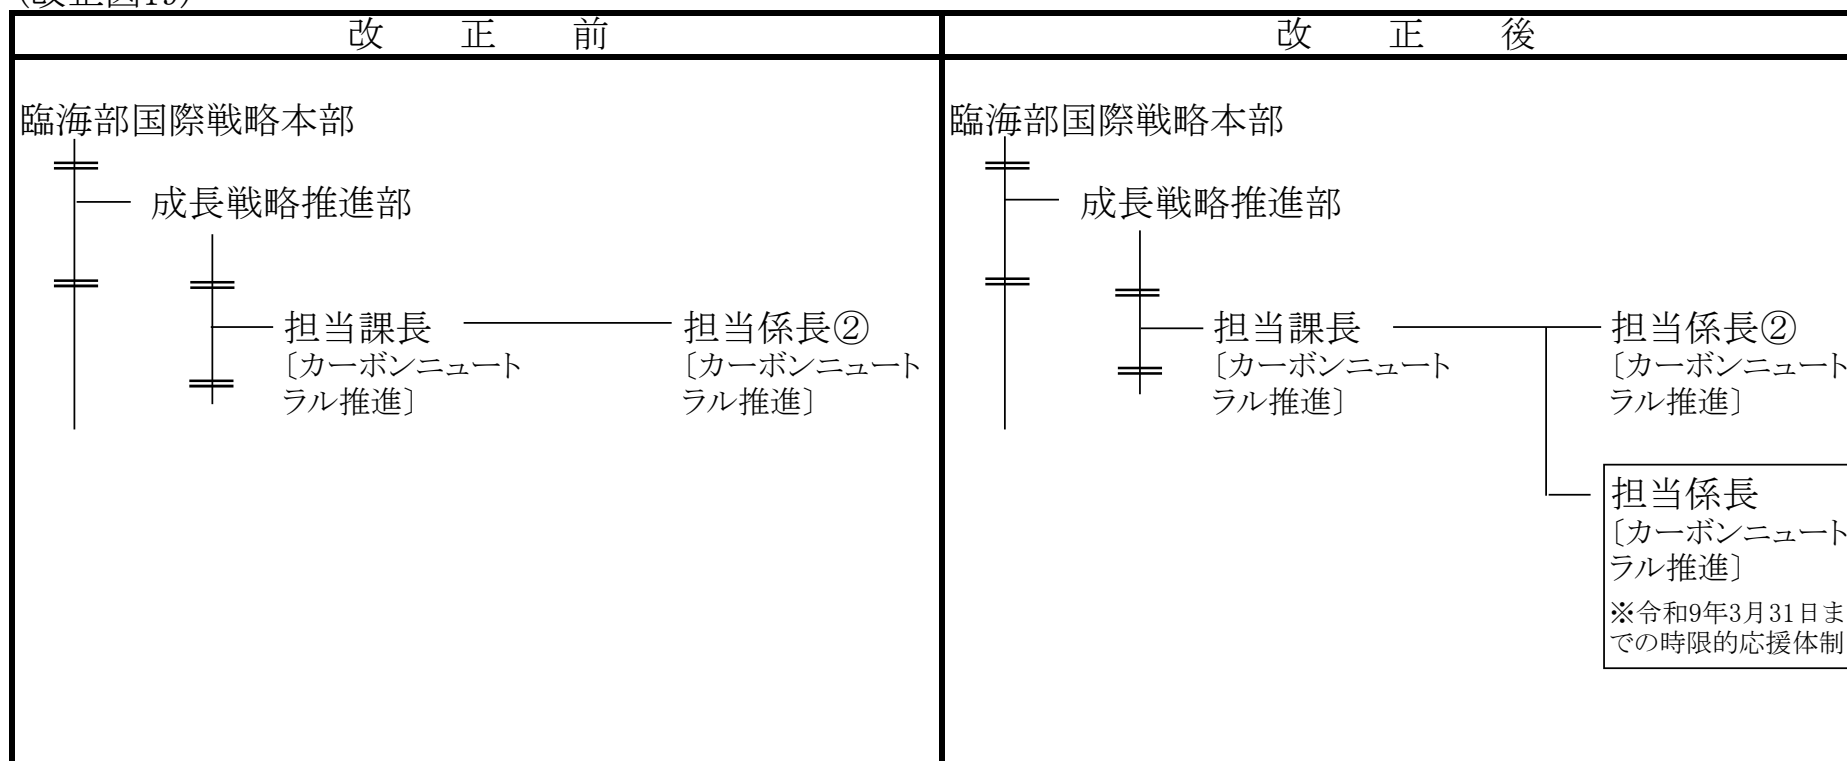 (改正図19)
改正前
改正後
臨海部国際戦略本部
成長戦略推進部
担当課長
〔カーボンニュート
ラル推進〕
担当係長②
〔カーボンニュート
ラル推進〕
臨海部国際戦略本部
成長戦略推進部
担当課長
〔カーボンニュート
ラル推進〕
担当係長②
〔カーボンニュート
ラル推進〕
担当係長
〔カーボンニュート
ラル推進〕
※令和9年3月31日ま
での時限的応援体制